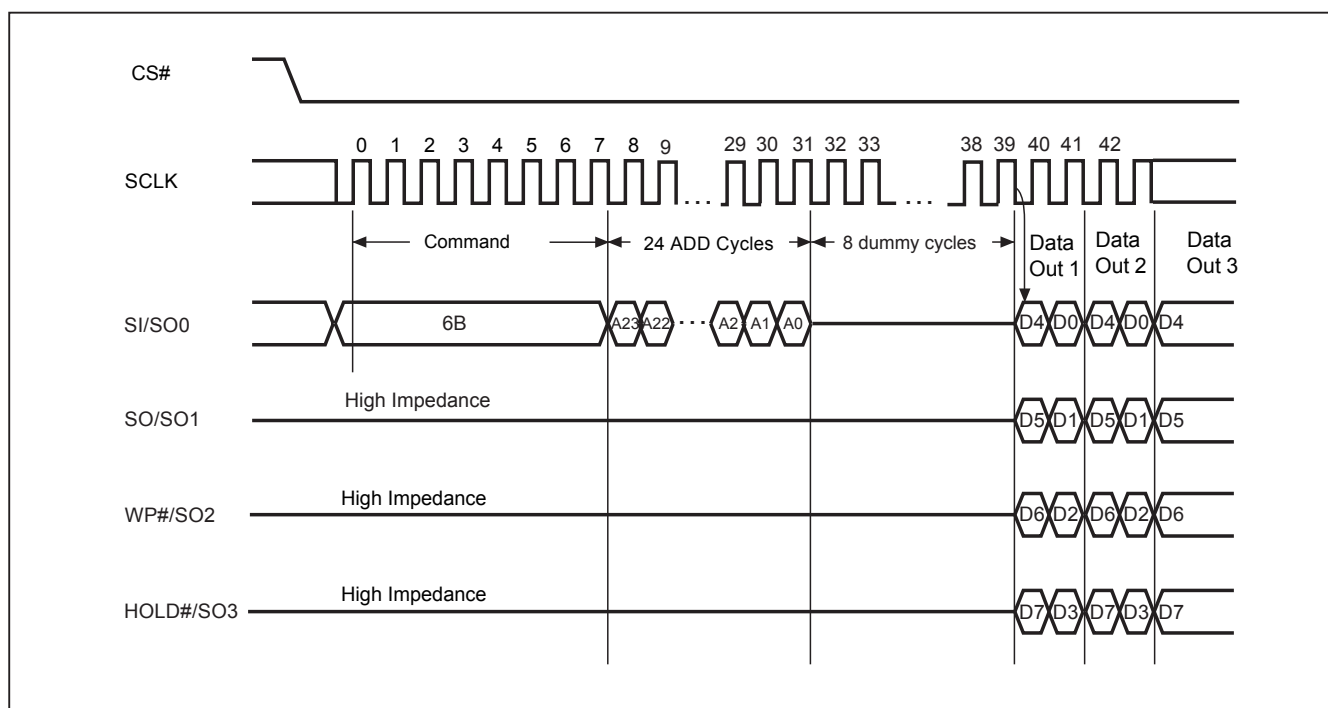 CS#
0 1 2 3 4 5 6 7 8 9 29 30 31 32 33 38 39 40 41 42
SCLK
Command 24 ADD Cycles 8 dummy cycles Data Out 1 Data Out 2 Data Out 3
SI/SO0 6B A23 A22 A2 A1 A0 D4 D0 D4 D0 D4
High Impedance
SO/SO1 D5 D1 D5 D1 D5
High Impedance
WP#/SO2 D6 D2 D6 D2 D6
High Impedance
HOLD#/SO3 D7 D3 D7 D3 D7